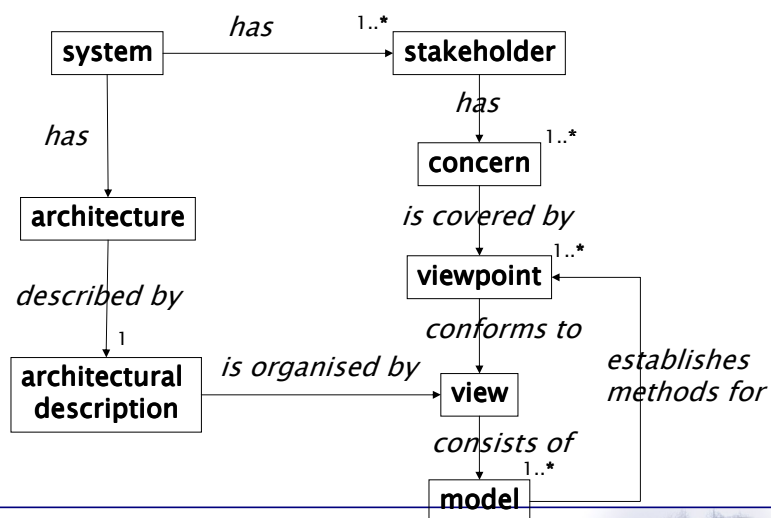 has
1..*
system
stakeholder
has
has
1..*
concern
architecture
is covered by
1..*
viewpoint
described by
conforms to
1
establishes
methods for
architectural
description
is organised by
view
consists of
1..*
model